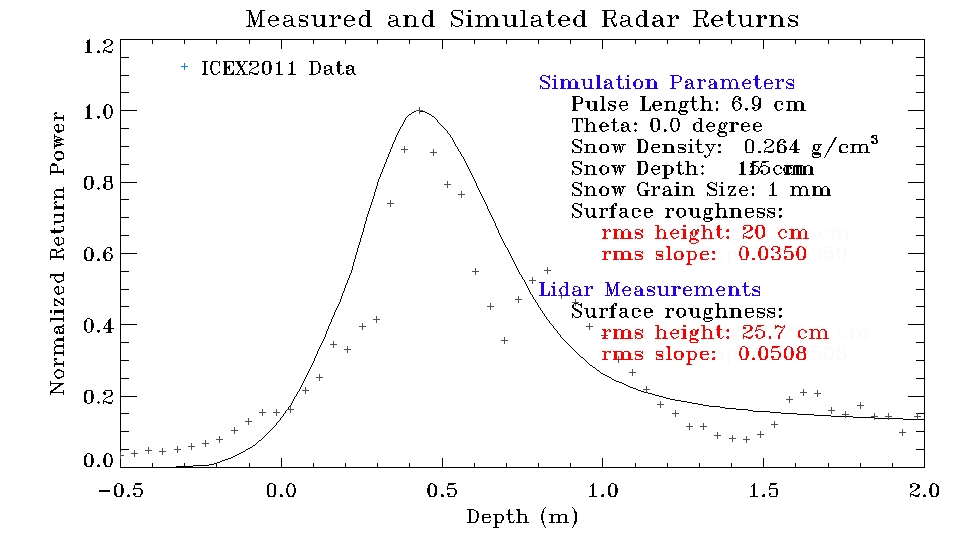 Measured and Simulated Radar Returns
ICEX2011 Data
Simulation Parameters
Pulse Length: 6.9 cm
Theta: 0.0 degree
Snow Density: 0.264 g/cm³
Snow Depth:
Snow Grain Size: 1 mm
Surface roughness:
rms height: 20 cm
rms slope: 0.0350
Lidar Measurements
Surface roughness:
rms height: 25.7 cm
rms slope: 0.0508
Normalized Return Power
1.2
1.0
0.8
0.6
0.4
0.2
0.0
-0.5 0.0 0.5 1.0 1.5 2.0
Depth (m)